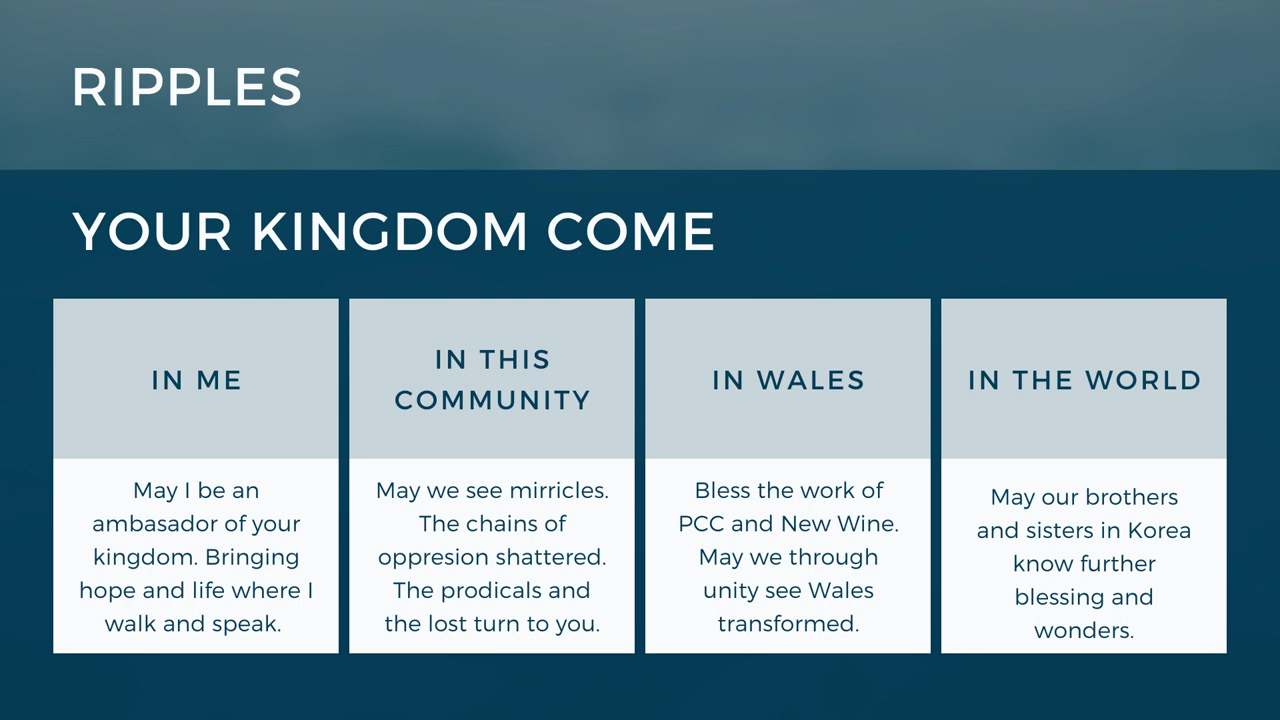 RIPPLES
YOUR KINGDOM COME
IN ME
May I be an
ambasador of your
kingdom. Bringing
hope and life where I
walk and speak.
IN THIS
COMMUNITY
May we see mirricles.
The chains of
oppresion shattered.
The prodicals and
the lost turn to you.
IN WALES
Bless the work of
PCC and New Wine.
May we through
unity see Wales
transformed.
IN THE WORLD
May our brothers
and sisters in Korea
know further
blessing and
wonders.